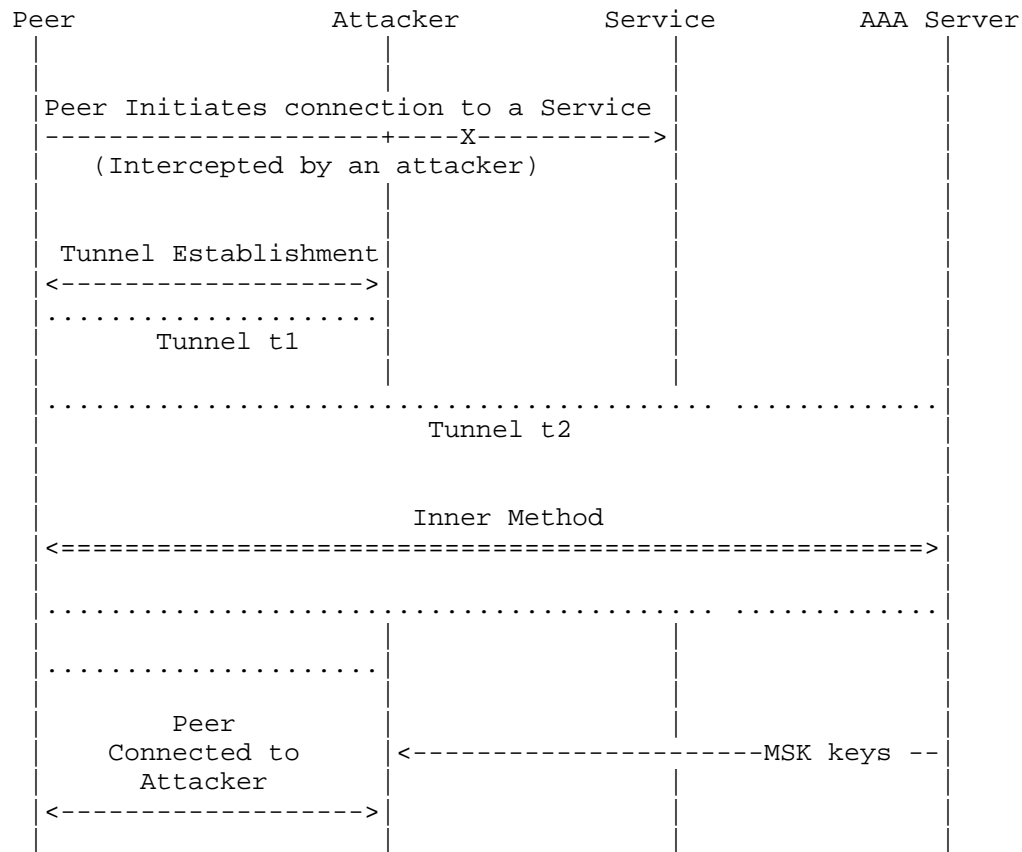 Peer Attacker Service AAA Server
Peer Initiates connection to a Service
---------------------+----X----------->
(Intercepted by an attacker)
Tunnel Establishment
<------------------->
.....................
Tunnel t1
.......................................... .............
Tunnel t2
Inner Method
<======================================================>
.......................................... .............
.....................
Peer
Connected to <----------------------MSK keys --
Attacker
<------------------->